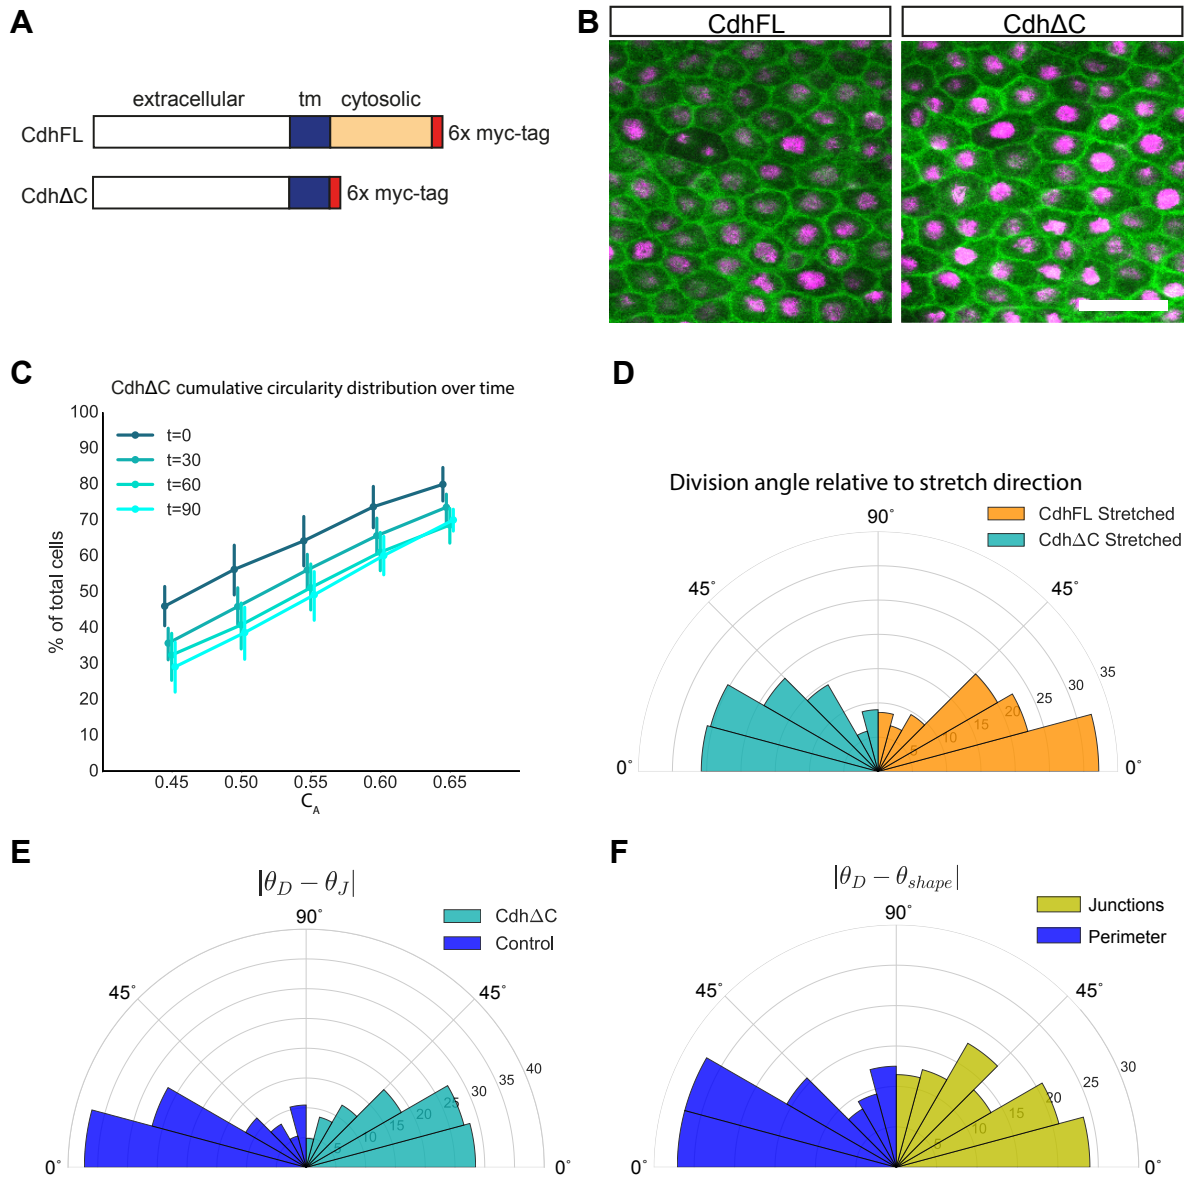 A
extracellular tm cytosolic
CdhFL 6x myc-tag
CdhΔC 6x myc-tag
B
CdhFL CdhΔC
C
CdhΔC cumulative circularity distribution over time
100
90
80
70
60
50
40
30
20
10
0
% of total cells
t=0
t=30
t=60
t=90
0.45 0.50 0.55 0.60 0.65
C_A
D
Division angle relative to stretch direction
CdhFL Stretched
CdhΔC Stretched
90°
45° 45°
0° 0°
5 10 15 20 25 30 35
E
|θ_D − θ_J|
CdhΔC
Control
90°
45° 45°
0° 0°
5 10 15 20 25 30 35 40
F
|θ_D − θ_shape|
Junctions
Perimeter
90°
45° 45°
0° 0°
5 10 15 20 25 30